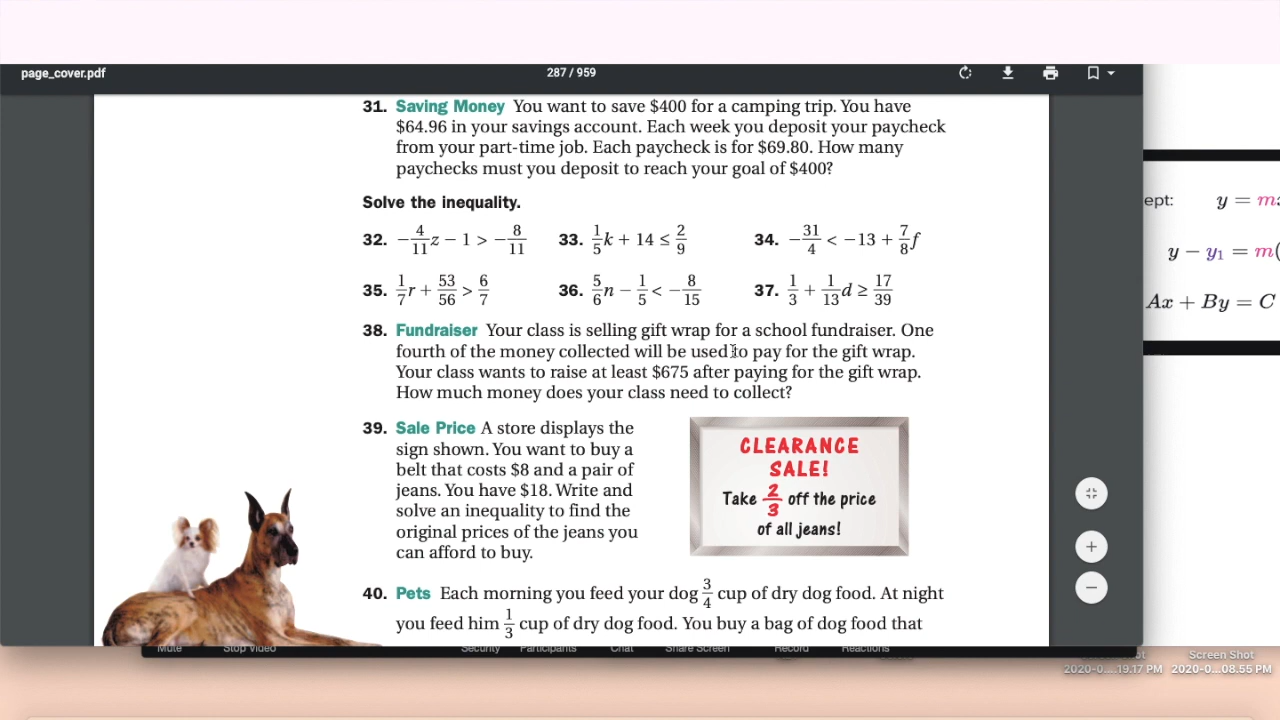 page_cover.pdf
287 / 959
31. Saving Money You want to save $400 for a camping trip. You have
$64.96 in your savings account. Each week you deposit your paycheck
from your part-time job. Each paycheck is for $69.80. How many
paychecks must you deposit to reach your goal of $400?
Solve the inequality.
32. −4/11z − 1 > −8/11 33. 1/5k + 14 ≤ 2/9 34. −31/4 < −13 + 7/8f
35. 1/7r + 53/56 > 6/7 36. 5/6n − 1/5 < −8/15 37. 1/3 + 1/13d ≥ 17/39
38. Fundraiser Your class is selling gift wrap for a school fundraiser. One
fourth of the money collected will be used to pay for the gift wrap.
Your class wants to raise at least $675 after paying for the gift wrap.
How much money does your class need to collect?
39. Sale Price A store displays the
sign shown. You want to buy a
belt that costs $8 and a pair of
jeans. You have $18. Write and
solve an inequality to find the
original prices of the jeans you
can afford to buy.
CLEARANCE
SALE!
Take 2/3 off the price
of all jeans!
40. Pets Each morning you feed your dog 3/4 cup of dry dog food. At night
you feed him 1/3 cup of dry dog food. You buy a bag of dog food that
ept: y = m
y − y₁ = m(
Ax + By = C
Mute Stop Video Security Participants Chat Share Screen Record Reactions
Screen Shot
2020-0....19.17 PM 2020-0...08.55 PM